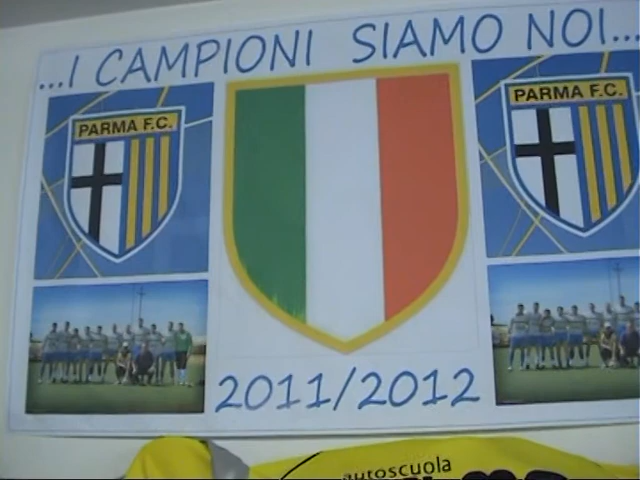 ...I CAMPIONI SIAMO NOI...
PARMA F.C.
PARMA F.C.
2011/2012
autoscuola